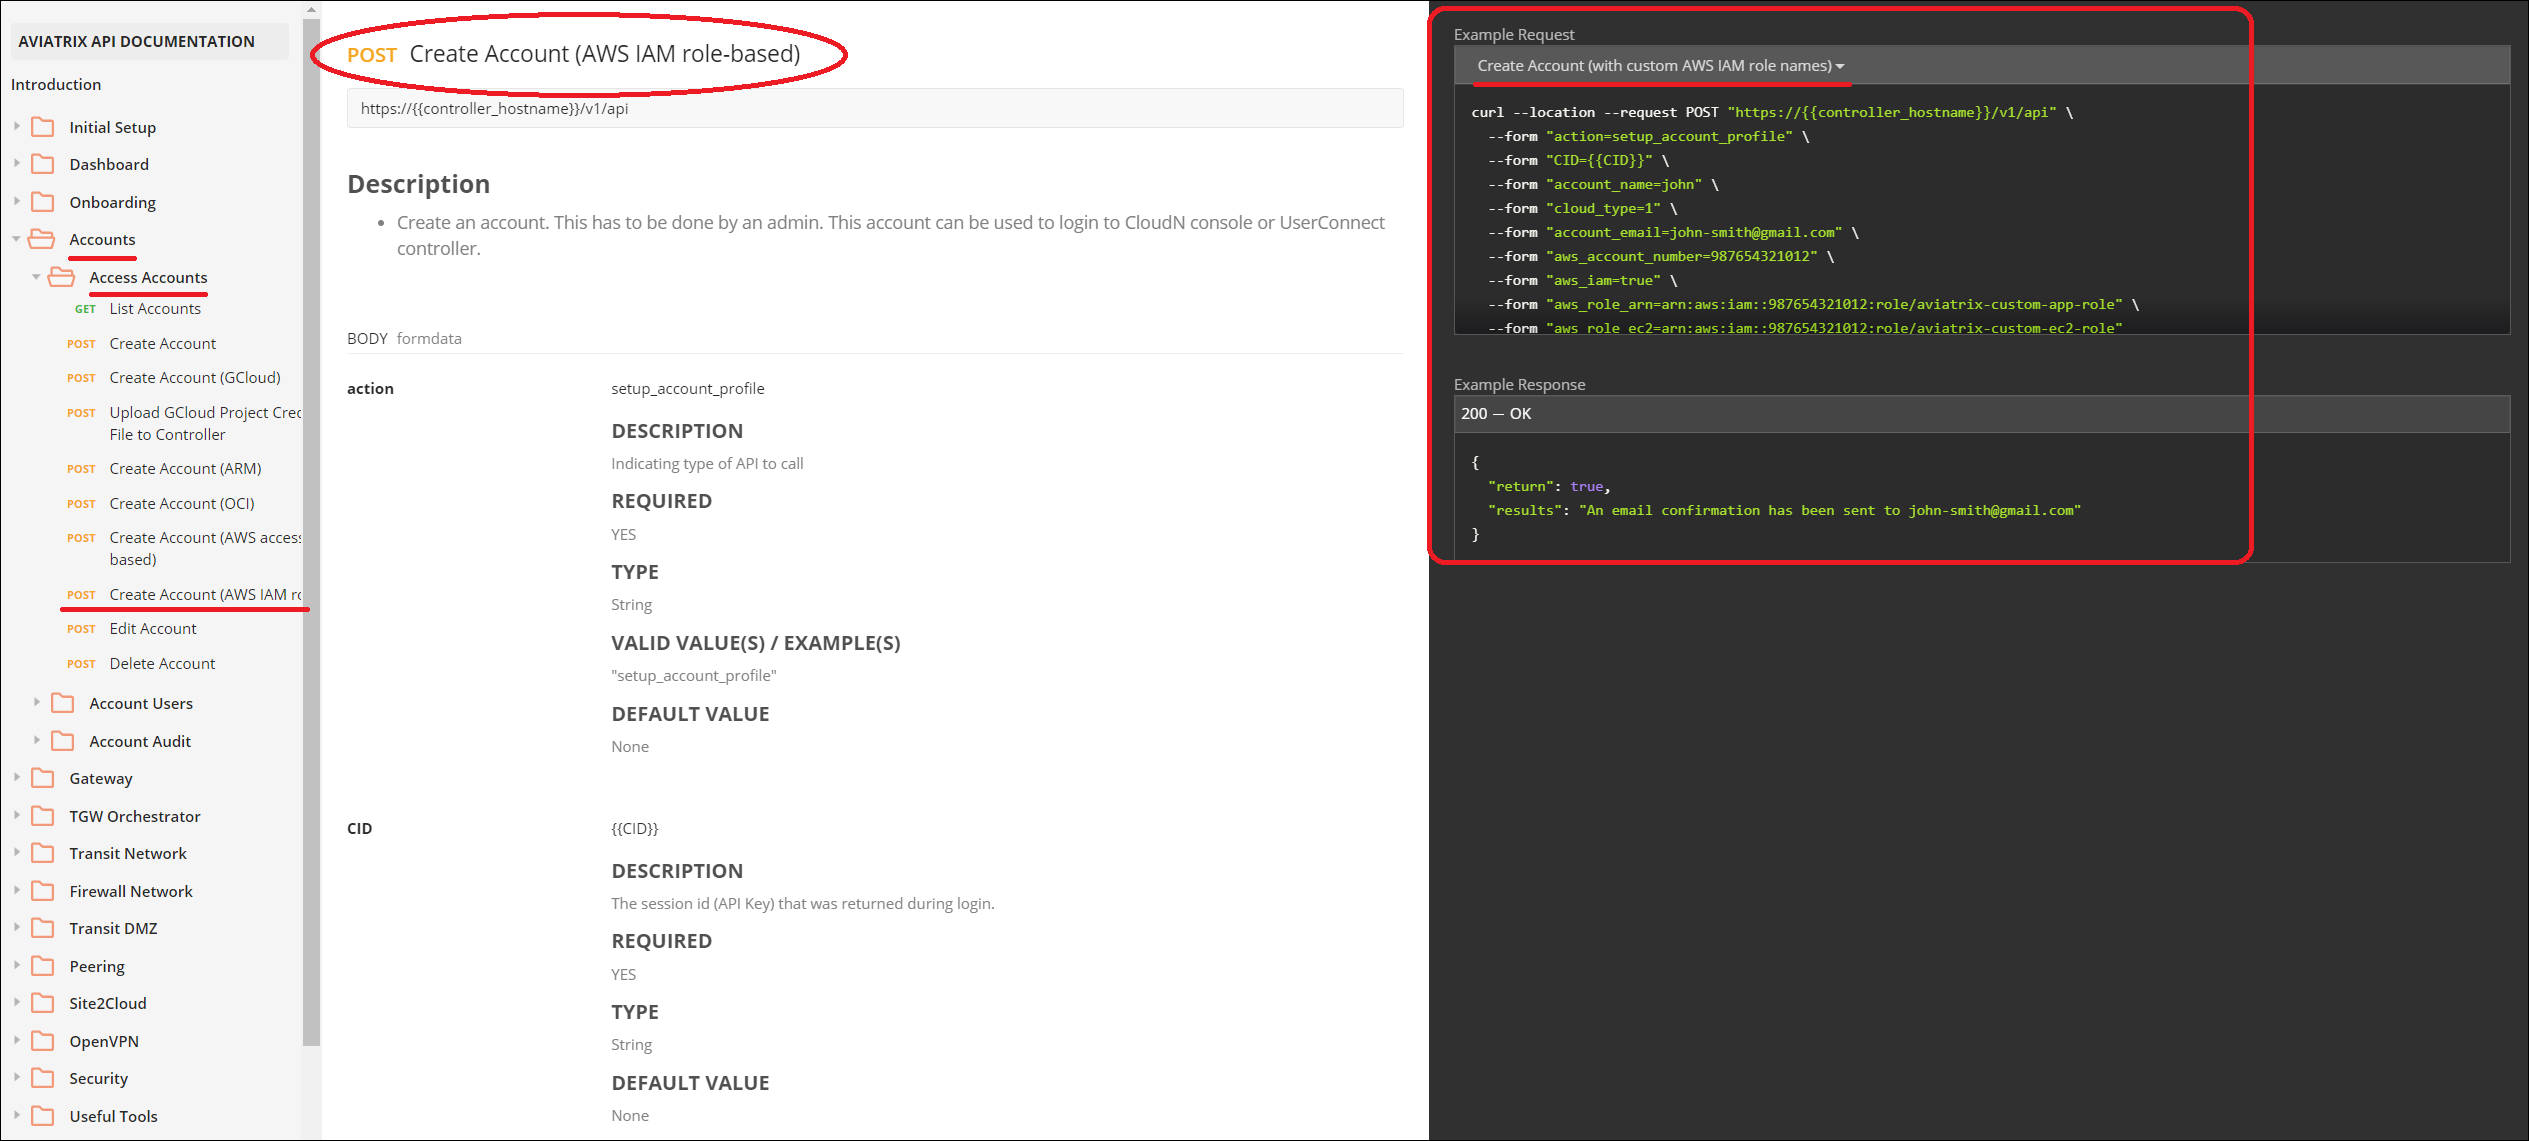 AVIATRIX API DOCUMENTATION
Introduction
Initial Setup
Dashboard
Onboarding
Accounts
Access Accounts
GET List Accounts
POST Create Account
POST Create Account (GCloud)
POST Upload GCloud Project Cred
File to Controller
POST Create Account (ARM)
POST Create Account (OCI)
POST Create Account (AWS access
based)
POST Create Account (AWS IAM ro
POST Edit Account
POST Delete Account
Account Users
Account Audit
Gateway
TGW Orchestrator
Transit Network
Firewall Network
Transit DMZ
Peering
Site2Cloud
OpenVPN
Security
Useful Tools
POST Create Account (AWS IAM role-based)
https://{{controller_hostname}}/v1/api
Description
• Create an account. This has to be done by an admin. This account can be used to login to CloudN console or UserConnect
controller.
BODY formdata
action setup_account_profile
DESCRIPTION
Indicating type of API to call
REQUIRED
YES
TYPE
String
VALID VALUE(S) / EXAMPLE(S)
"setup_account_profile"
DEFAULT VALUE
None
CID {{CID}}
DESCRIPTION
The session id (API Key) that was returned during login.
REQUIRED
YES
TYPE
String
DEFAULT VALUE
None
Example Request
Create Account (with custom AWS IAM role names)
curl --location --request POST "https://{{controller_hostname}}/v1/api" \
--form "action=setup_account_profile" \
--form "CID={{CID}}" \
--form "account_name=john" \
--form "cloud_type=1" \
--form "account_email=john-smith@gmail.com" \
--form "aws_account_number=987654321012" \
--form "aws_iam=true" \
--form "aws_role_arn=arn:aws:iam::987654321012:role/aviatrix-custom-app-role" \
--form "aws_role_ec2=arn:aws:iam::987654321012:role/aviatrix-custom-ec2-role"
Example Response
200 — OK
{
"return": true,
"results": "An email confirmation has been sent to john-smith@gmail.com"
}